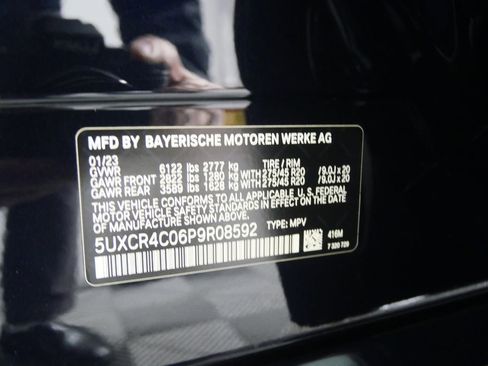 MFD BY BAYERISCHE MOTOREN WERKE AG
01/23 TIRE / RIM
GVWR 6122 lbs 2777 kg
GAWR FRONT 2822 lbs 1280 kg WITH 275/45 R20 /9.0J x 20
GAWR REAR 3589 lbs 1628 kg WITH 275/45 R20 /9.0J x 20
THIS VEHICLE CONFORMS TO ALL APPLICABLE U.S. FEDERAL
MOTOR VEHICLE SAFETY STANDARDS IN EFFECT ON THE DATE
OF MANUFACTURE SHOWN ABOVE.
5UXCR4C06P9R08592 TYPE: MPV
416M
7 920 729